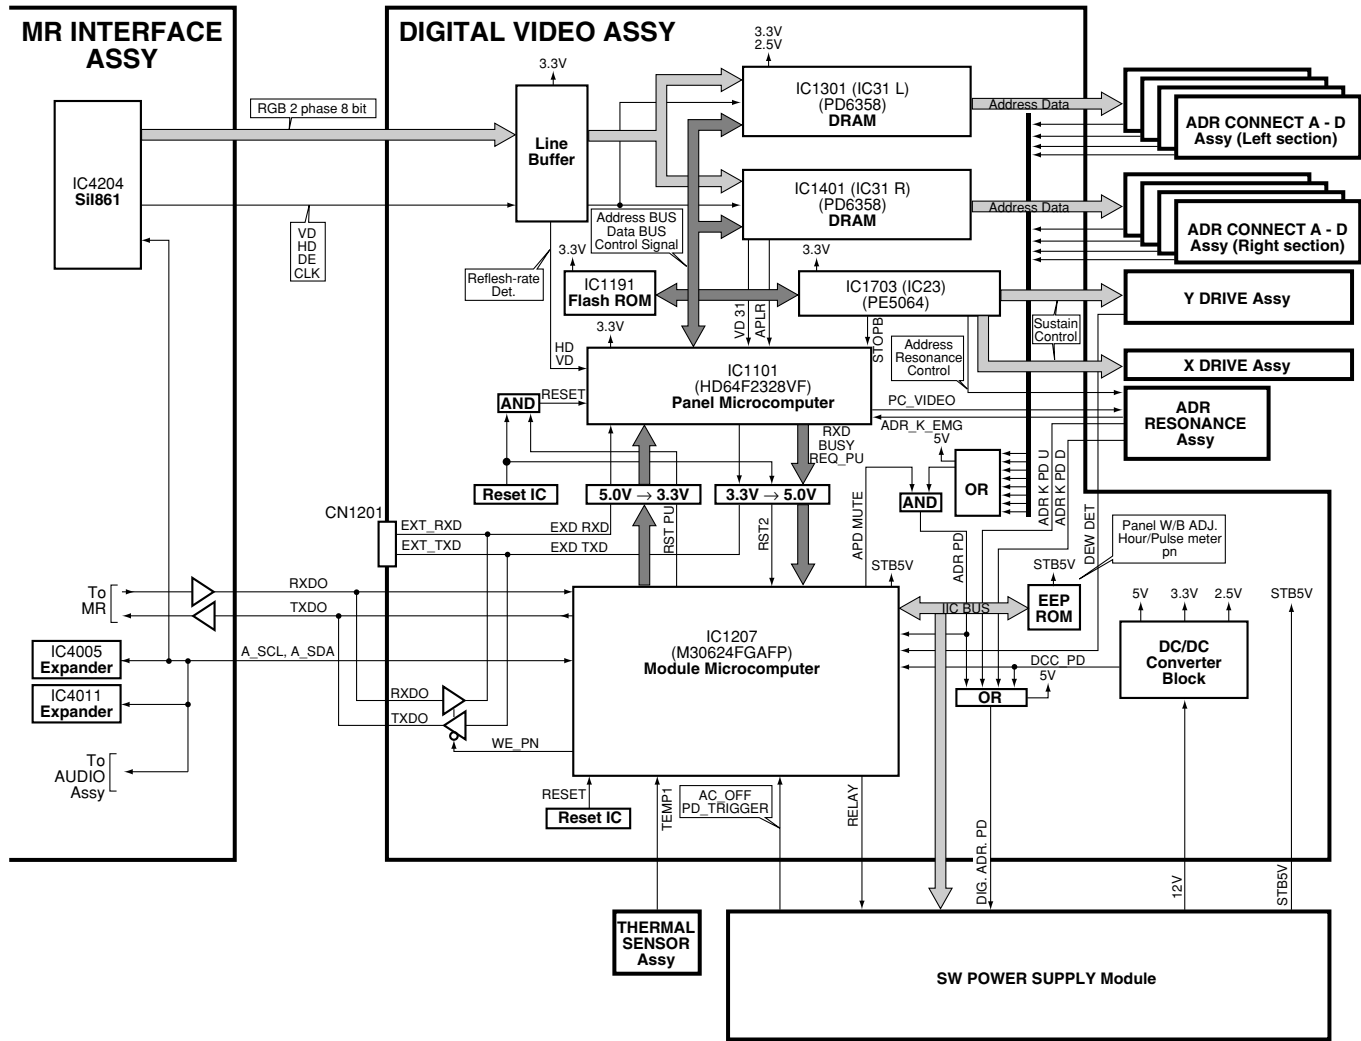 MR INTERFACE
ASSY
DIGITAL VIDEO ASSY
3.3V
2.5V
3.3V
RGB 2 phase 8 bit
IC1301 (IC31 L)
(PD6358)
DRAM
Address Data
ADR CONNECT A - D
Assy (Left section)
Line
Buffer
IC4204
SiI861
IC1401 (IC31 R)
(PD6358)
DRAM
Address Data
ADR CONNECT A - D
Assy (Right section)
VD
HD
DE
CLK
Address BUS
Data BUS
Control Signal
3.3V
3.3V
Reflesh-rate
Det.
IC1191
Flash ROM
IC1703 (IC23)
(PE5064)
Y DRIVE Assy
VD 31
APLR
STOPB
Sustain
Control
3.3V
HD
VD
Address
Resonance
Control
X DRIVE Assy
IC1101
(HD64F2328VF)
Panel Microcomputer
AND
RESET
PC_VIDEO
ADR
RESONANCE
Assy
ADR_K_EMG
5V
RXD
BUSY
REQ_PU
ADR K PD U
ADR K PD D
Reset IC
5.0V → 3.3V
3.3V → 5.0V
AND
OR
CN1201
EXT_RXD
EXD RXD
EXT_TXD
EXD TXD
RST PU
RST2
APD MUTE
ADR PD
DEW DET
Panel W/B ADJ.
Hour/Pulse meter
pn
STB5V
STB5V
To
MR
RXDO
TXDO
IIC BUS
EEP
ROM
5V
3.3V
2.5V
STB5V
IC1207
(M30624FGAFP)
Module Microcomputer
IC4005
Expander
A_SCL, A_SDA
DC/DC
Converter
Block
DCC_PD
5V
IC4011
Expander
RXDO
TXDO
OR
WE_PN
To
AUDIO
Assy
RESET
Reset IC
TEMP1
AC_OFF
PD_TRIGGER
RELAY
DIG. ADR. PD
12V
STB5V
THERMAL
SENSOR
Assy
SW POWER SUPPLY Module